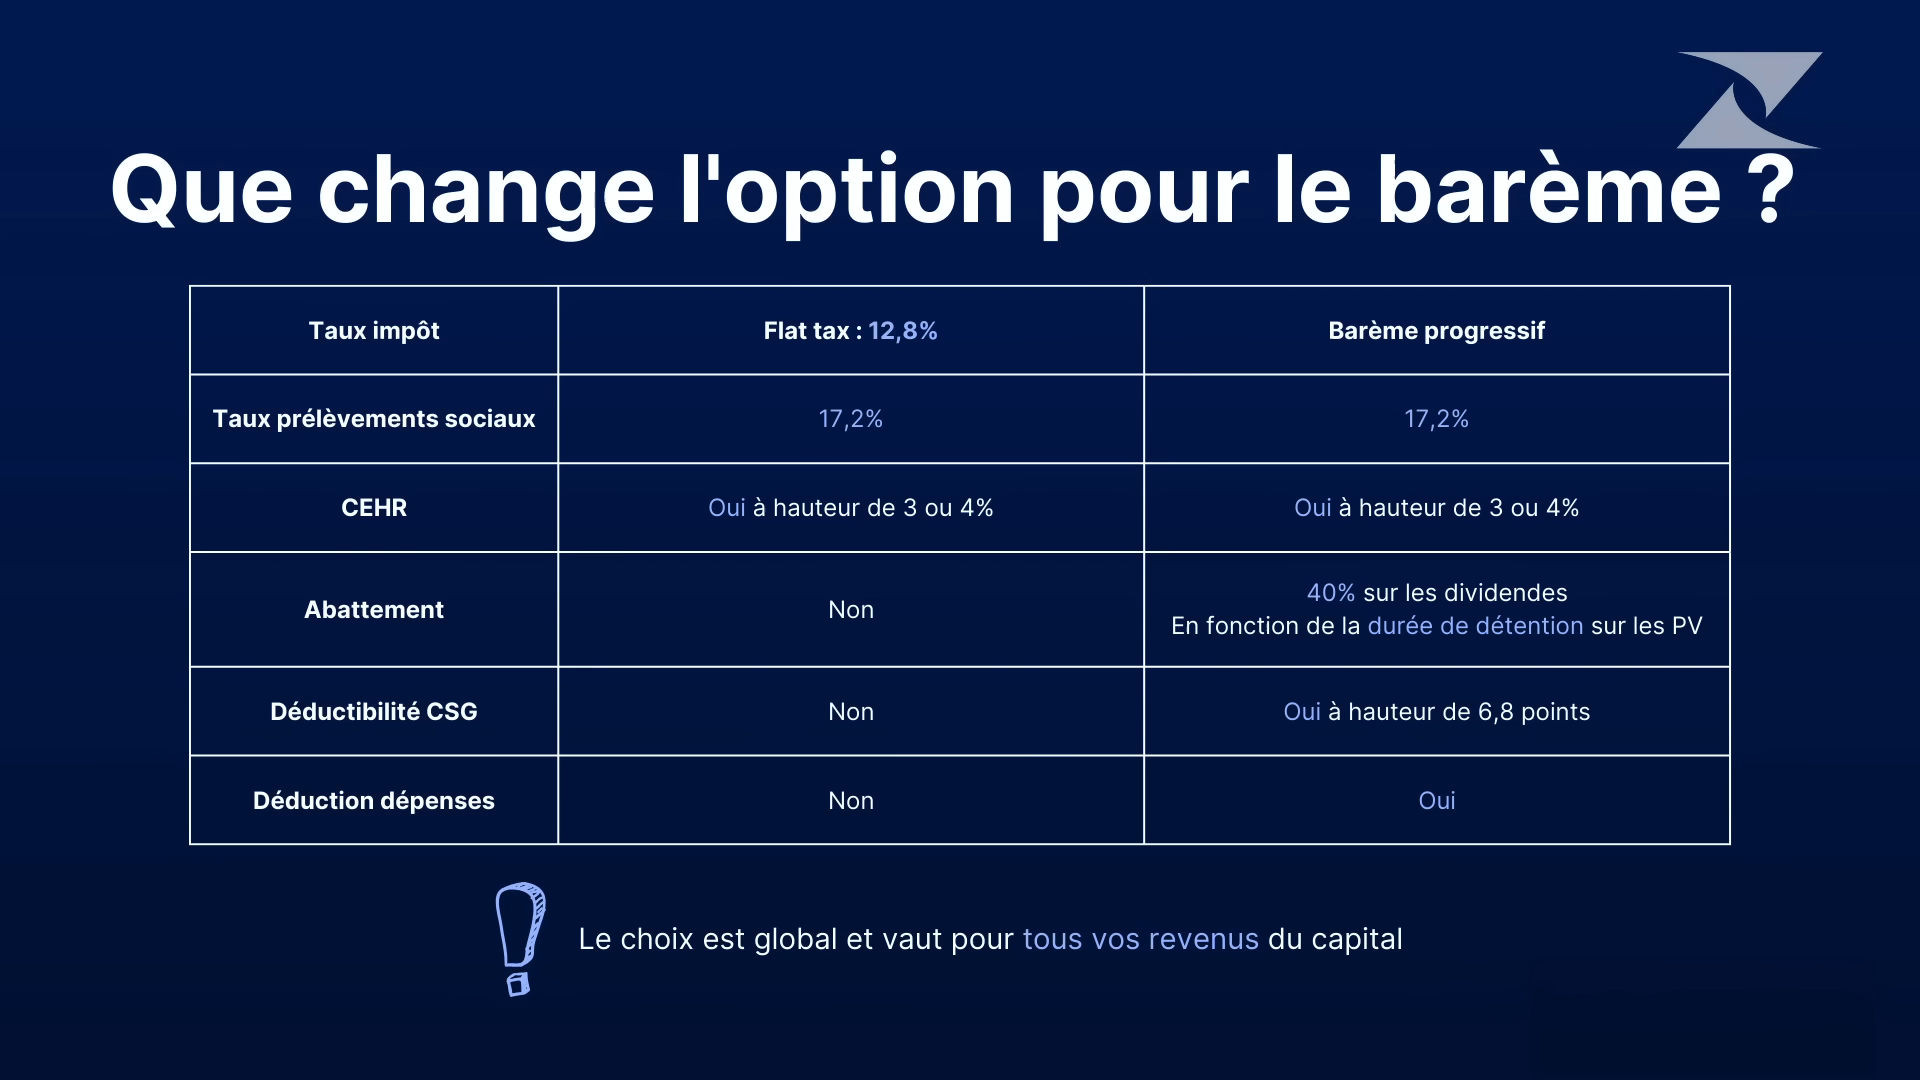 Que change l'option pour le barème ?
Taux impôt
Flat tax : 12,8%
Barème progressif
Taux prélèvements sociaux
17,2%
17,2%
CEHR
Oui à hauteur de 3 ou 4%
Oui à hauteur de 3 ou 4%
Abattement
Non
40% sur les dividendes
En fonction de la durée de détention sur les PV
Déductibilité CSG
Non
Oui à hauteur de 6,8 points
Déduction dépenses
Non
Oui
Le choix est global et vaut pour tous vos revenus du capital